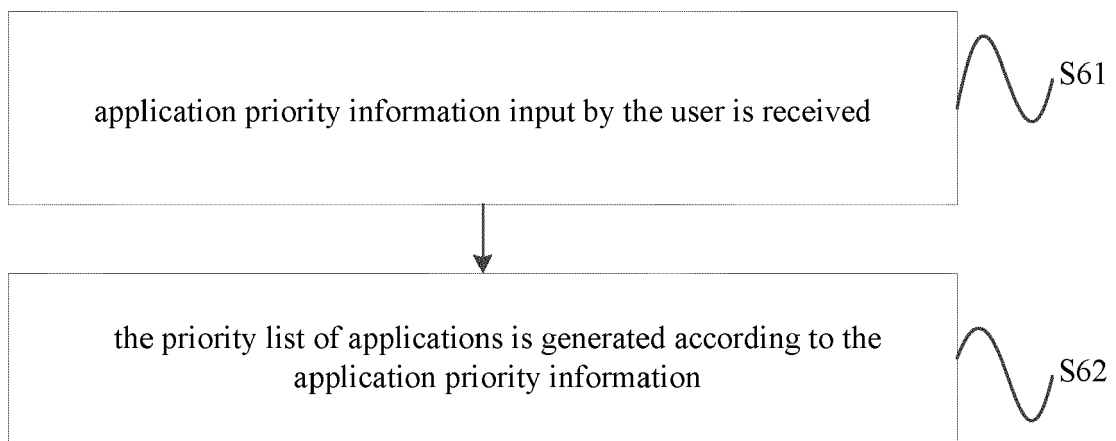 application priority information input by the user is received
S61
the priority list of applications is generated according to the
application priority information
S62